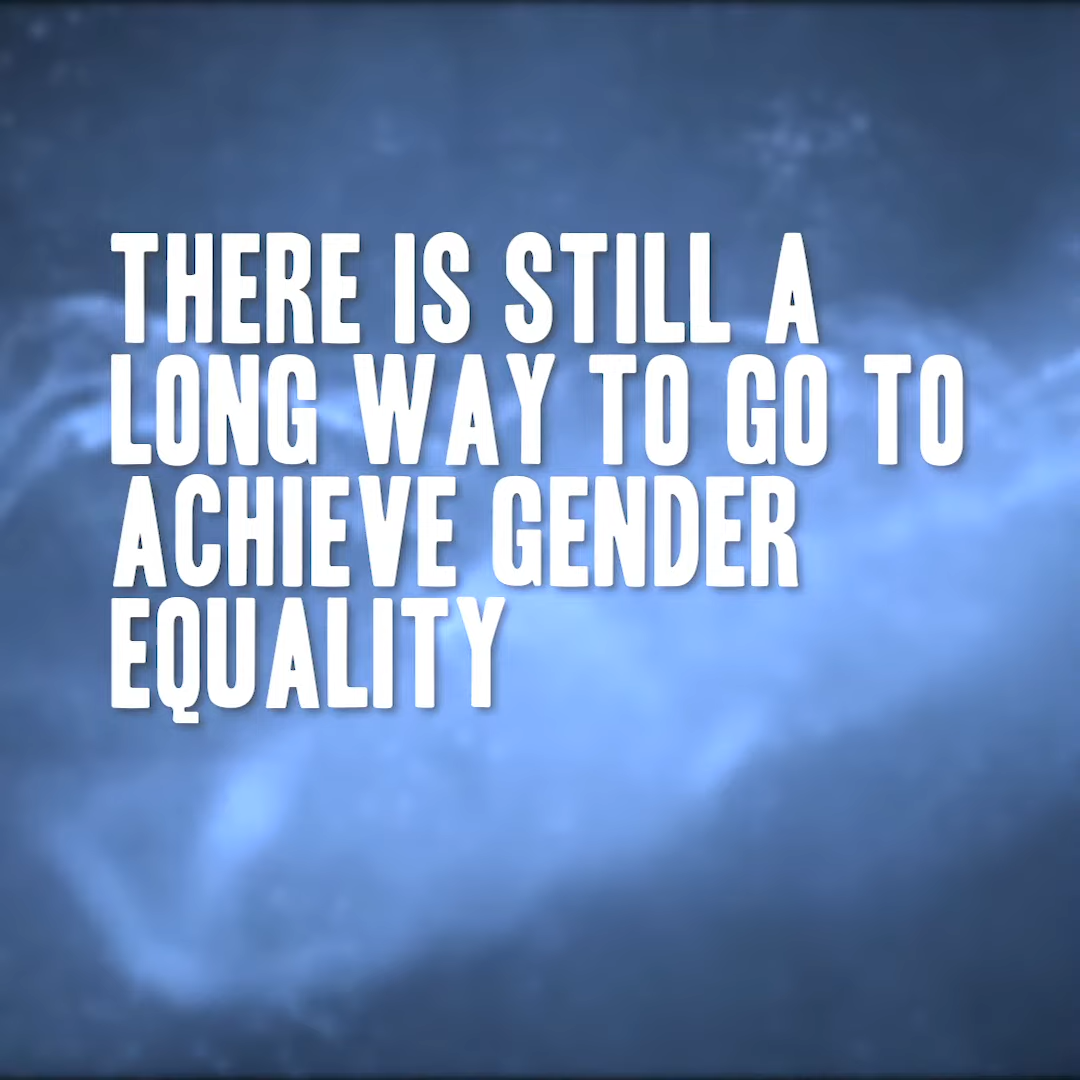 THERE IS STILL A
LONG WAY TO GO TO
ACHIEVE GENDER
EQUALITY